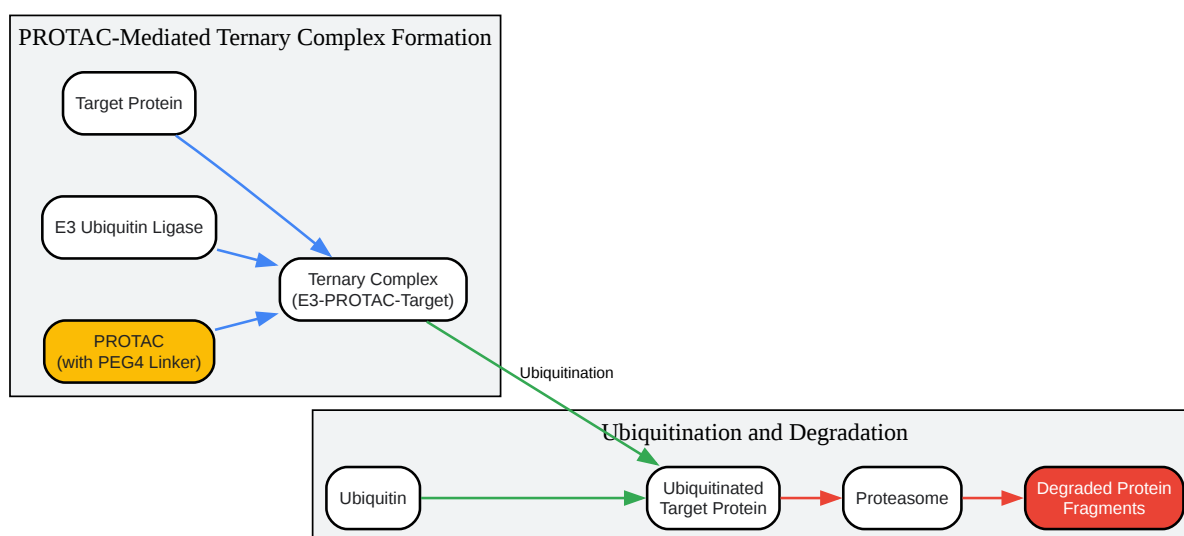 PROTAC-Mediated Ternary Complex Formation
Target Protein
E3 Ubiquitin Ligase
Ternary Complex
(E3-PROTAC-Target)
PROTAC
(with PEG4 Linker)
Ubiquitination
Ubiquitination and Degradation
Ubiquitin
Ubiquitinated
Target Protein
Proteasome
Degraded Protein
Fragments